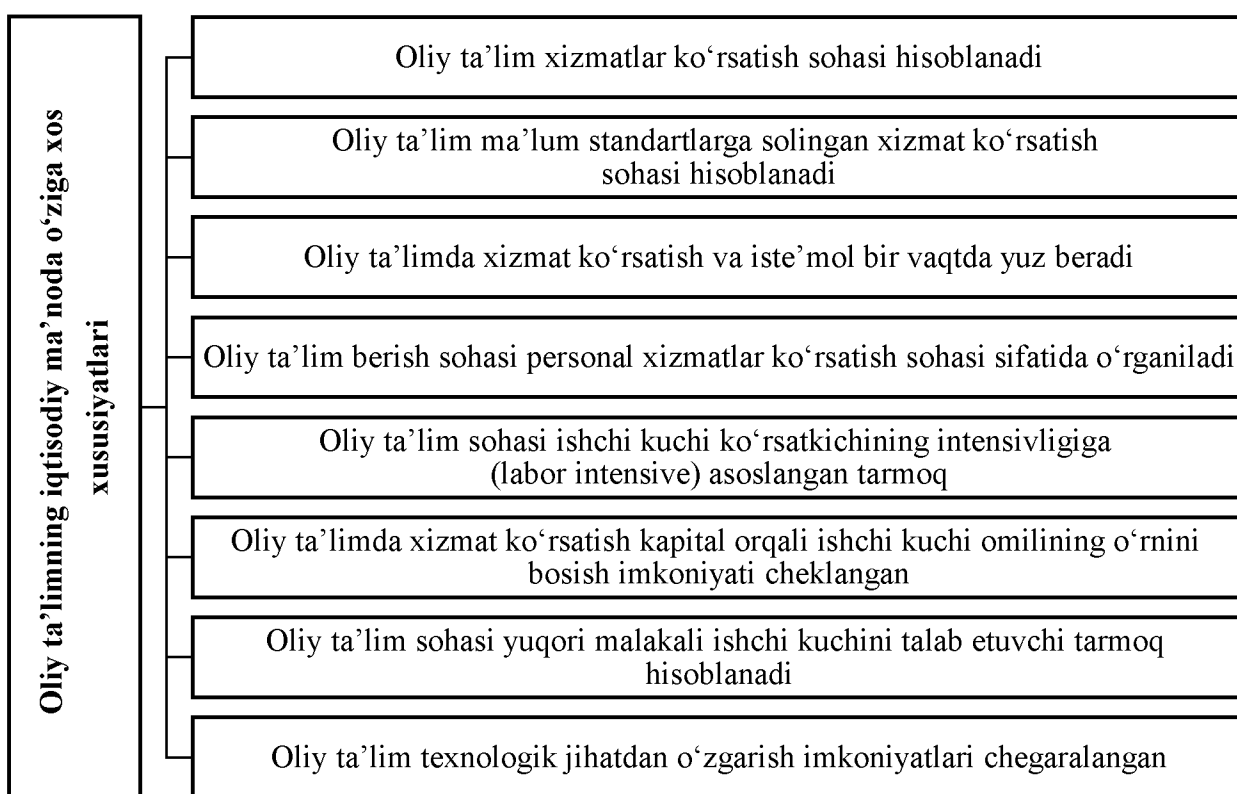 Oliy ta’limning iqtisodiy ma’noda o‘ziga xos
xususiyatlari
Oliy ta’lim xizmatlar ko‘rsatish sohasi hisoblanadi
Oliy ta’lim ma’lum standartlarga solingan xizmat ko‘rsatish
sohasi hisoblanadi
Oliy ta’limda xizmat ko‘rsatish va iste’mol bir vaqtda yuz beradi
Oliy ta’lim berish sohasi personal xizmatlar ko‘rsatish sohasi sifatida o‘rganiladi
Oliy ta’lim sohasi ishchi kuchi ko‘rsatkichining intensivligiga
(labor intensive) asoslangan tarmoq
Oliy ta’limda xizmat ko‘rsatish kapital orqali ishchi kuchi omilining o‘rnini
bosish imkoniyati cheklangan
Oliy ta’lim sohasi yuqori malakali ishchi kuchini talab etuvchi tarmoq
hisoblanadi
Oliy ta’lim texnologik jihatdan o‘zgarish imkoniyatlari chegaralangan